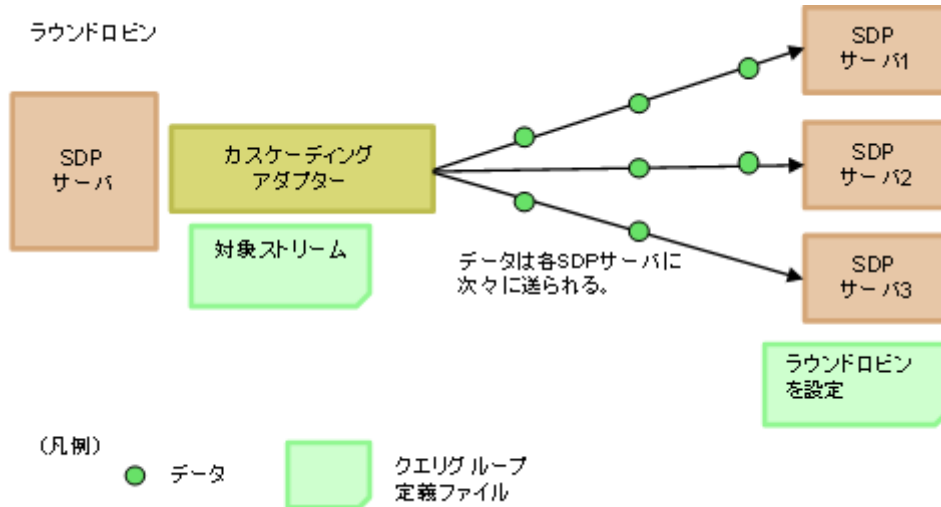 ラウンドロビン
SDP
サーバ
カスケーディング
アダプター
対象ストリーム
データは各SDPサーバに
次々に送られる。
SDP
サーバ1
SDP
サーバ2
SDP
サーバ3
ラウンドロビン
を設定
(凡例)
データ
クエリグループ
定義ファイル